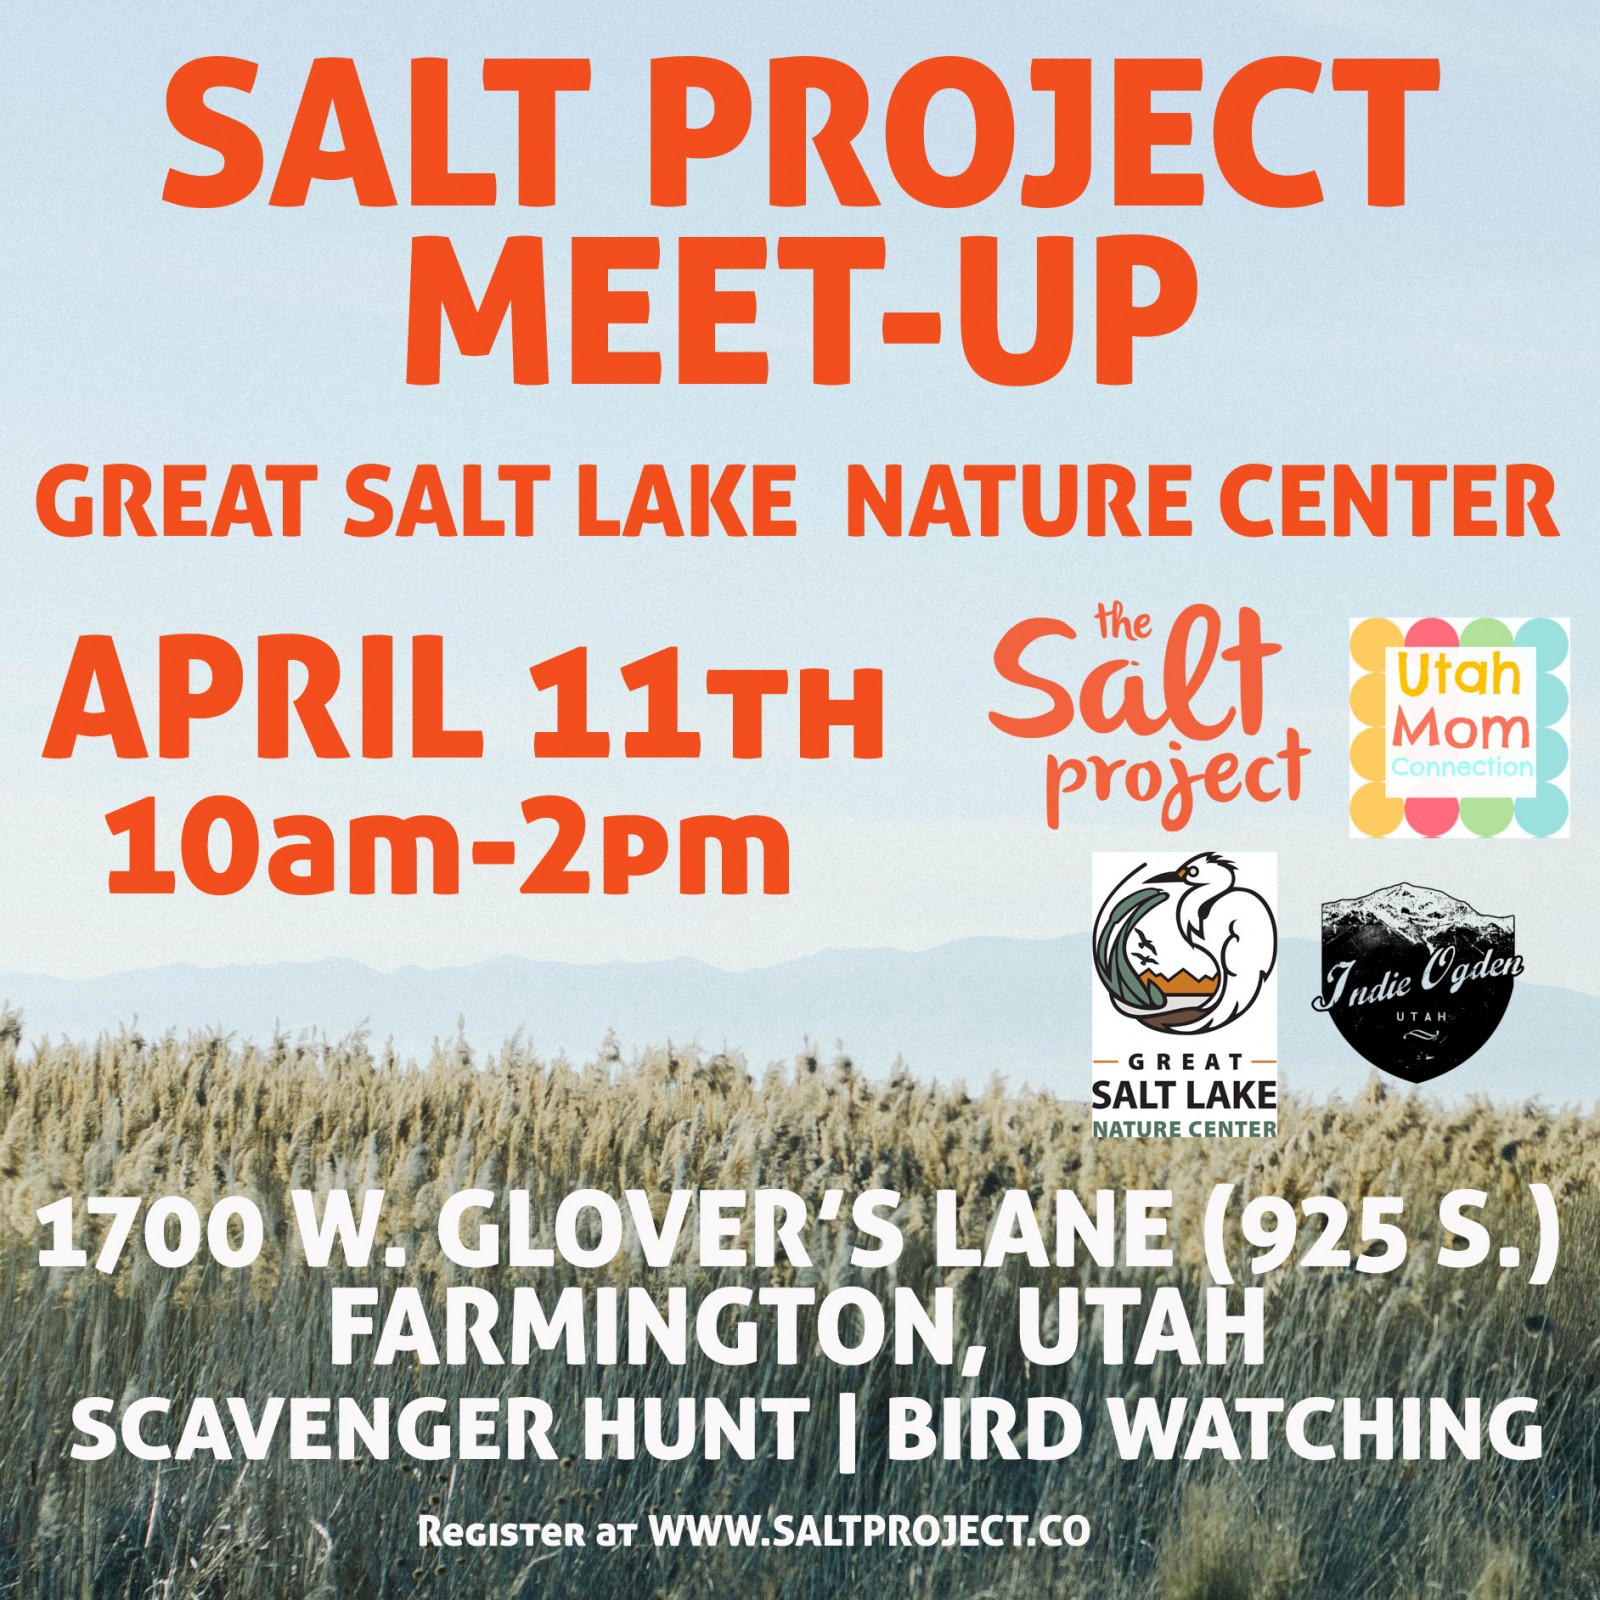 SALT PROJECT
MEET-UP
GREAT SALT LAKE NATURE CENTER
APRIL 11TH
10am-2pm
the
Salt
project
Utah
Mom
Connection
GREAT
SALT LAKE
NATURE CENTER
Indie Ogden
UTAH
1700 W. GLOVER'S LANE (925 S.)
FARMINGTON, UTAH
SCAVENGER HUNT | BIRD WATCHING
Register at WWW.SALTPROJECT.CO